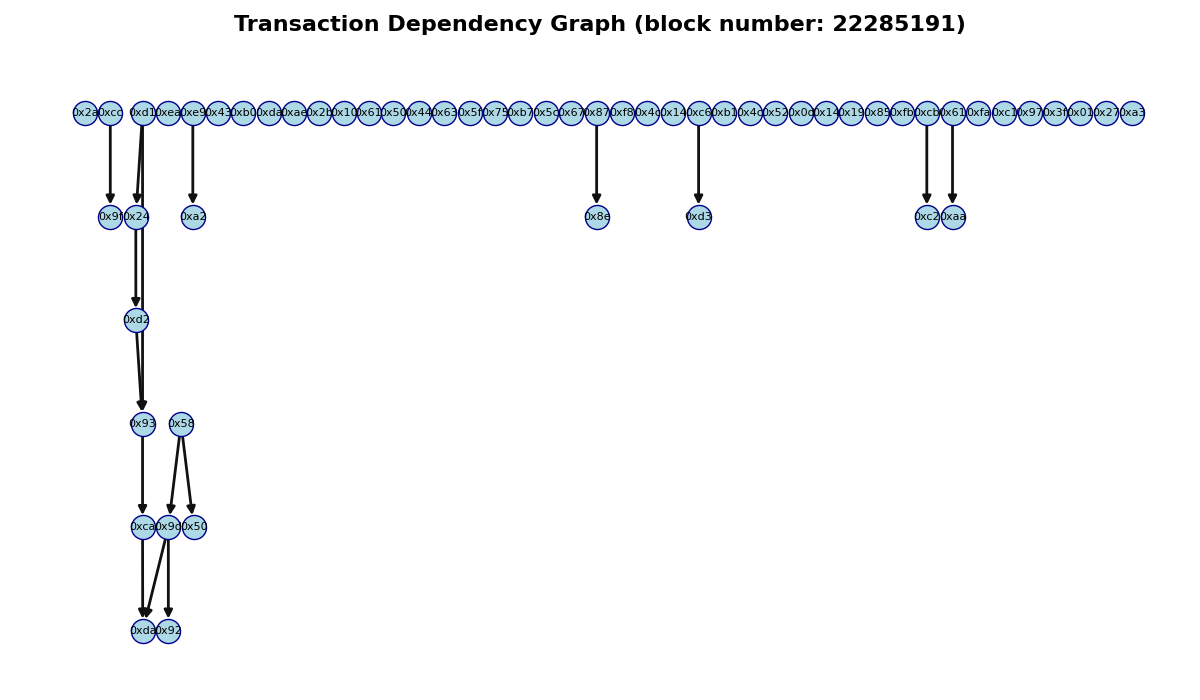 Transaction Dependency Graph (block number: 22285191)
0x2a 0xcc 0xd1 0xea 0xe9 0x43 0xb0 0xda 0xae 0x2b 0x10 0x61 0x50 0x44 0x63 0x5f 0x75 0xb7 0x5c 0x67 0x87 0xf8 0x4c 0x14 0xc6 0xb1 0x4c 0x52 0x14 0x19 0x85 0xfb 0xcb 0x61 0xfa 0xc1 0x97 0x3f 0x01 0x27 0xa3
0x9f 0x24 0xa2 0x8e 0xd3 0xc2 0xaa
0xd2
0x93 0x58
0xca 0x50
0xda 0x92